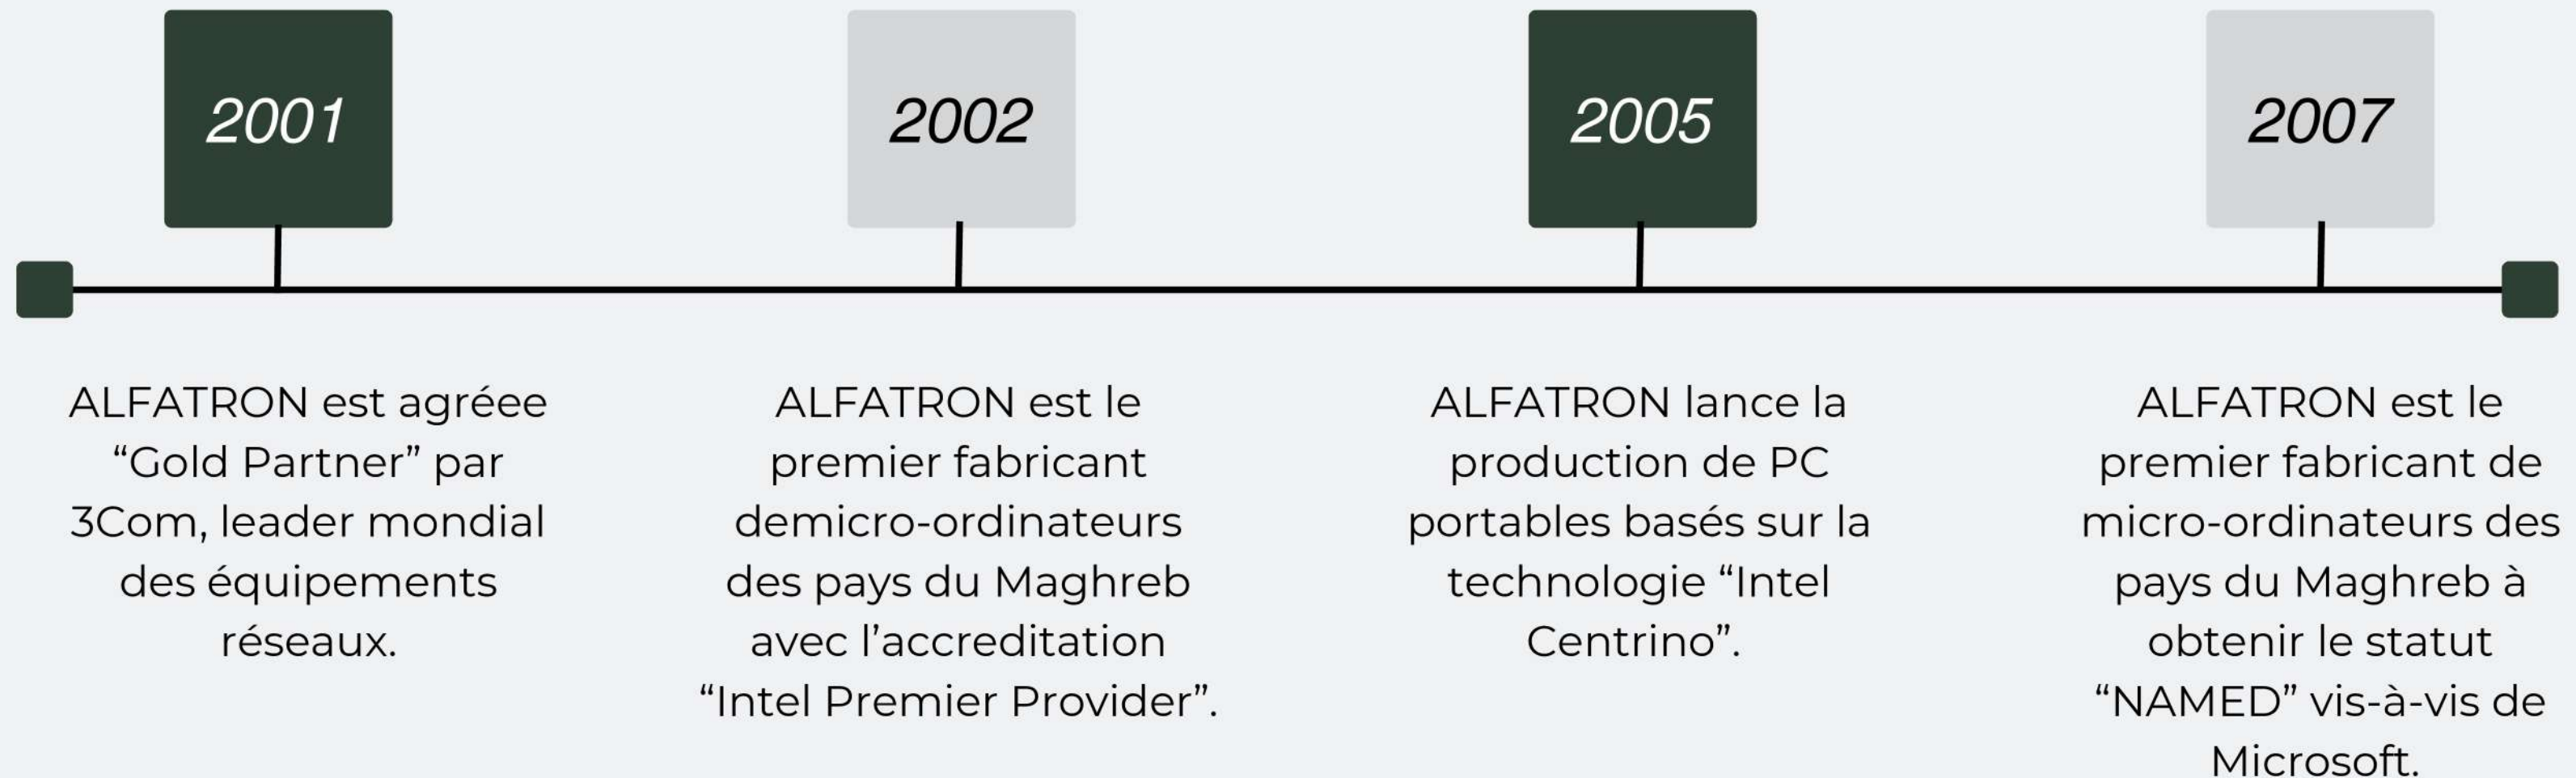 2001
2002
2005
2007
ALFATRON est agréee
“Gold Partner” par
3Com, leader mondial
des équipements
réseaux.
ALFATRON est le
premier fabricant
demicro-ordinateurs
des pays du Maghreb
avec l’accreditation
“Intel Premier Provider”.
ALFATRON lance la
production de PC
portables basés sur la
technologie “Intel
Centrino”.
ALFATRON est le
premier fabricant de
micro-ordinateurs des
pays du Maghreb à
obtenir le statut
“NAMED” vis-à-vis de
Microsoft.